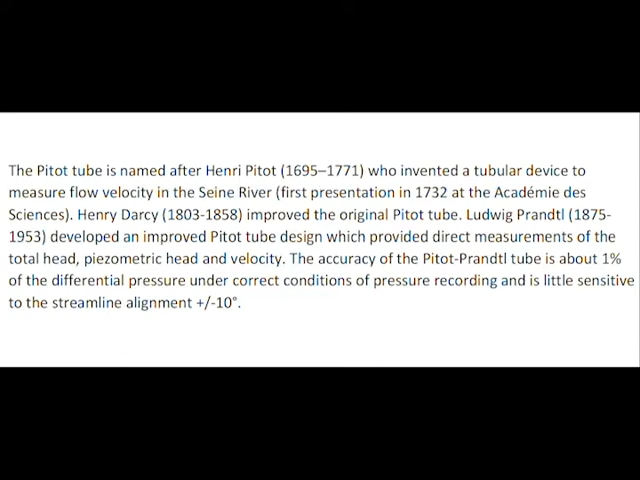 The Pitot tube is named after Henri Pitot (1695–1771) who invented a tubular device to
measure flow velocity in the Seine River (first presentation in 1732 at the Académie des
Sciences). Henry Darcy (1803-1858) improved the original Pitot tube. Ludwig Prandtl (1875-
1953) developed an improved Pitot tube design which provided direct measurements of the
total head, piezometric head and velocity. The accuracy of the Pitot-Prandtl tube is about 1%
of the differential pressure under correct conditions of pressure recording and is little sensitive
to the streamline alignment +/-10°.